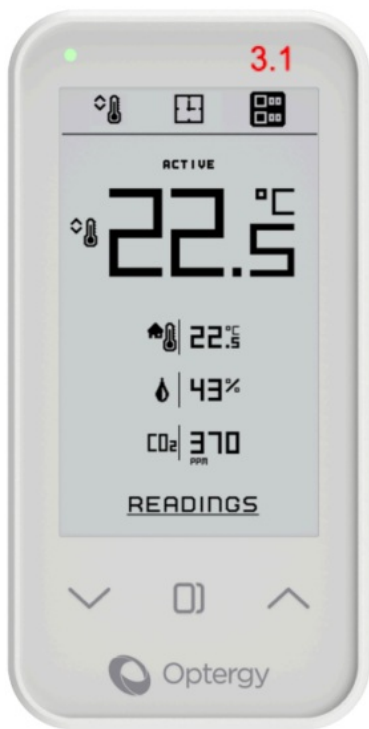 3.1
ACTIVE
22.5 °C
22.5 °C
43%
CO₂ 370
PPM
READINGS
Optergy